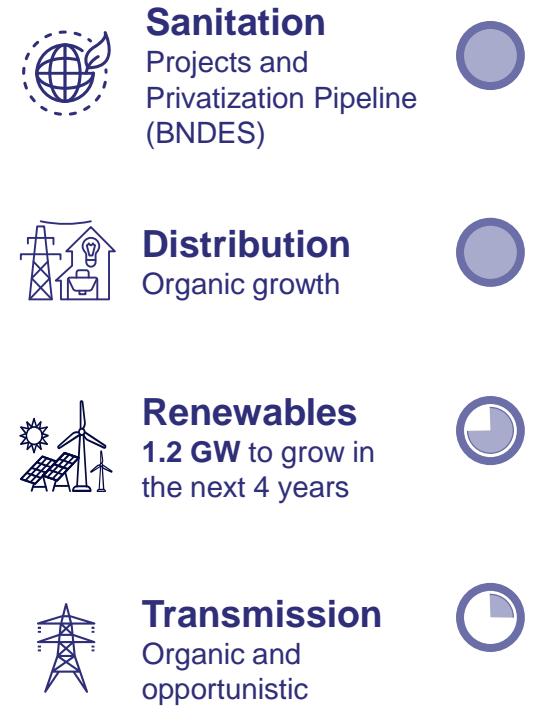 Sanitation
Projects and
Privatization Pipeline
(BNDES)
Distribution
Organic growth
Renewables
1.2 GW to grow in
the next 4 years
Transmission
Organic and
opportunistic